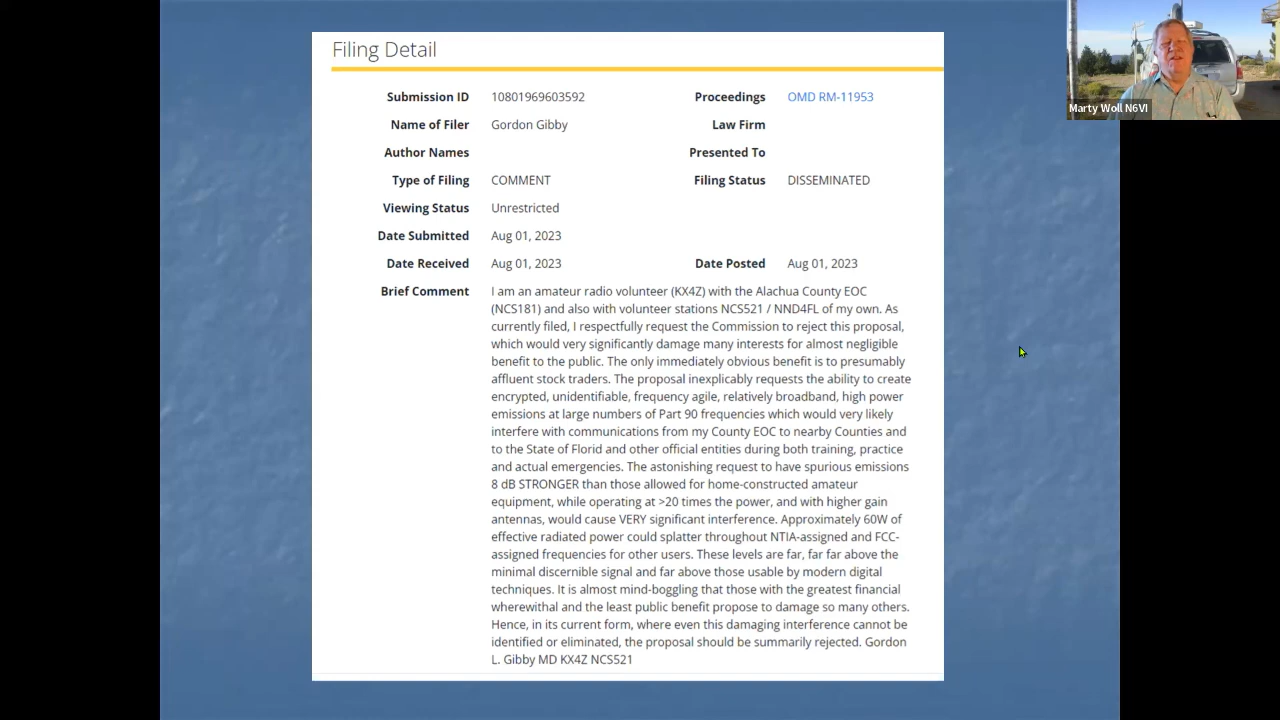 Filing Detail
Submission ID 10801969603592 Proceedings OMD RM-11953
Name of Filer Gordon Gibby Law Firm
Author Names Presented To
Type of Filing COMMENT Filing Status DISSEMINATED
Viewing Status Unrestricted
Date Submitted Aug 01, 2023
Date Received Aug 01, 2023 Date Posted Aug 01, 2023
Brief Comment I am an amateur radio volunteer (KX4Z) with the Alachua County EOC
(NCS181) and also with volunteer stations NCS521 / NND4FL of my own. As
currently filed, I respectfully request the Commission to reject this proposal,
which would very significantly damage many interests for almost negligible
benefit to the public. The only immediately obvious benefit is to presumably
affluent stock traders. The proposal inexplicably requests the ability to create
encrypted, unidentifiable, frequency agile, relatively broadband, high power
emissions at large numbers of Part 90 frequencies which would very likely
interfere with communications from my County EOC to nearby Counties and
to the State of Florid and other official entities during both training, practice
and actual emergencies. The astonishing request to have spurious emissions
8 dB STRONGER than those allowed for home-constructed amateur
equipment, while operating at >20 times the power, and with higher gain
antennas, would cause VERY significant interference. Approximately 60W of
effective radiated power could splatter throughout NTIA-assigned and FCC-
assigned frequencies for other users. These levels are far, far far above the
minimal discernible signal and far above those usable by modern digital
techniques. It is almost mind-boggling that those with the greatest financial
wherewithal and the least public benefit propose to damage so many others.
Hence, in its current form, where even this damaging interference cannot be
identified or eliminated, the proposal should be summarily rejected. Gordon
L. Gibby MD KX4Z NCS521
Marty Woll N6VI